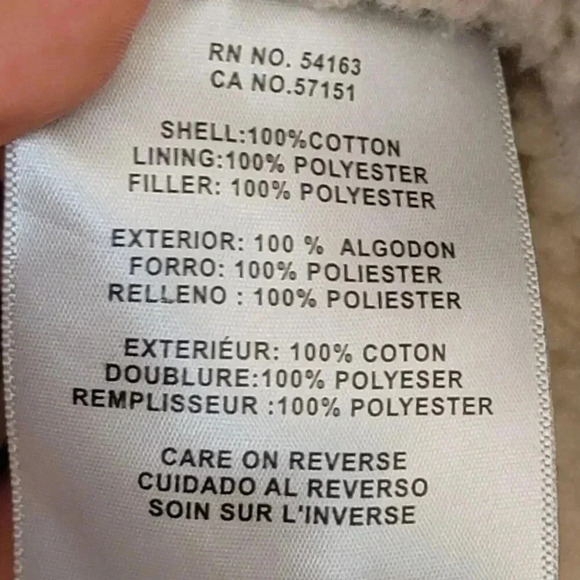 RN NO. 54163
CA NO.57151
SHELL:100%COTTON
LINING:100% POLYESTER
FILLER: 100% POLYESTER
EXTERIOR: 100 % ALGODON
FORRO: 100% POLIESTER
RELLENO : 100% POLIESTER
EXTERIÉUR: 100% COTON
DOUBLURE:100% POLYESER
REMPLISSEUR :100% POLYESTER
CARE ON REVERSE
CUIDADO AL REVERSO
SOIN SUR L'INVERSE